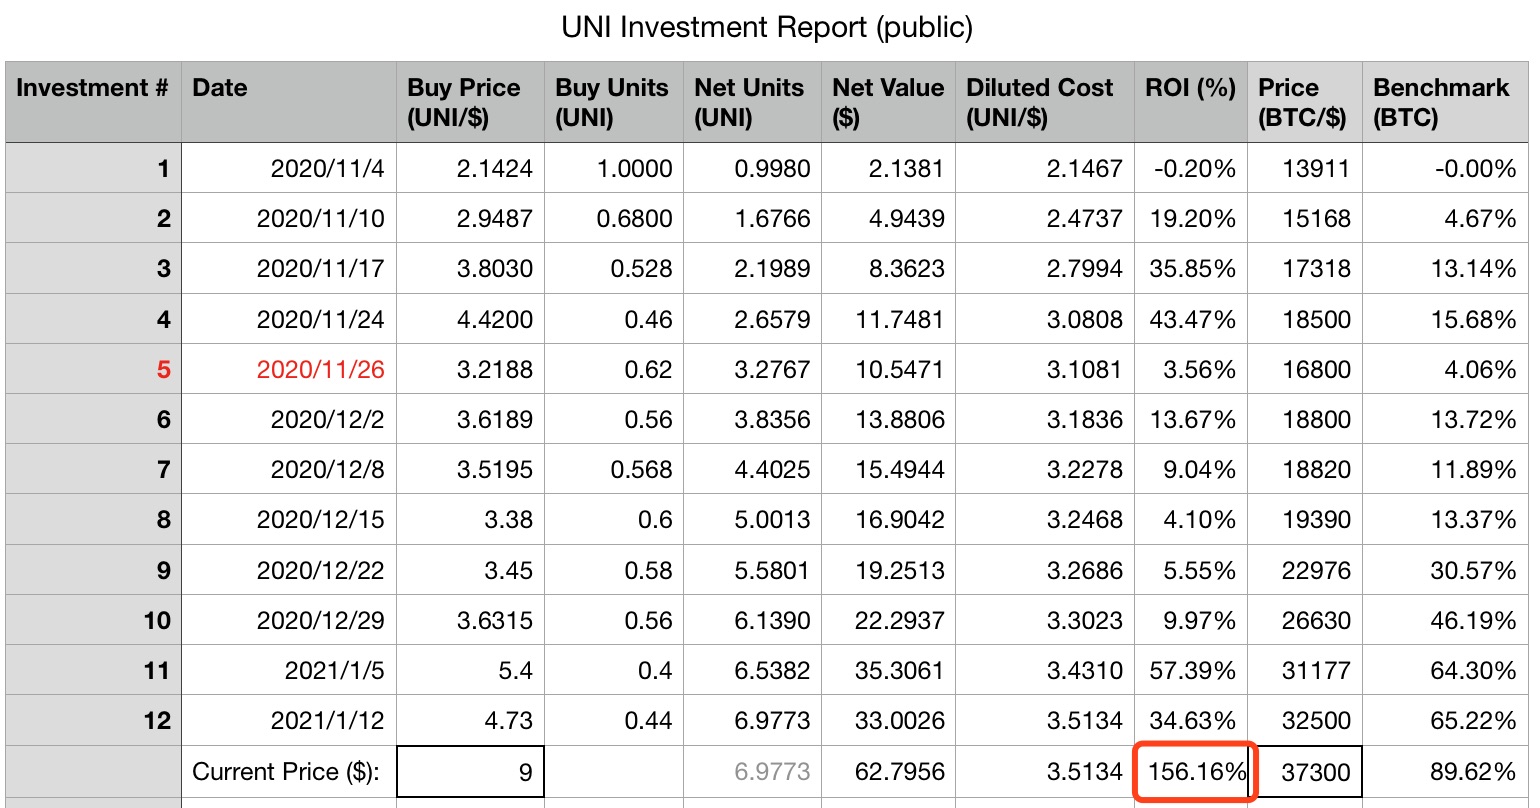 UNI Investment Report (public)
Investment # Date Buy Price (UNI/$) Buy Units (UNI) Net Units (UNI) Net Value ($) Diluted Cost (UNI/$) ROI (%) Price (BTC/$) Benchmark (BTC)
1 2020/11/4 2.1424 1.0000 0.9980 2.1381 2.1467 -0.20% 13911 -0.00%
2 2020/11/10 2.9487 0.6800 1.6766 4.9439 2.4737 19.20% 15168 4.67%
3 2020/11/17 3.8030 0.528 2.1989 8.3623 2.7994 35.85% 17318 13.14%
4 2020/11/24 4.4200 0.46 2.6579 11.7481 3.0808 43.47% 18500 15.68%
5 2020/11/26 3.2188 0.62 3.2767 10.5471 3.1081 3.56% 16800 4.06%
6 2020/12/2 3.6189 0.56 3.8356 13.8806 3.1836 13.67% 18800 13.72%
7 2020/12/8 3.5195 0.568 4.4025 15.4944 3.2278 9.04% 18820 11.89%
8 2020/12/15 3.38 0.6 5.0013 16.9042 3.2468 4.10% 19390 13.37%
9 2020/12/22 3.45 0.58 5.5801 19.2513 3.2686 5.55% 22976 30.57%
10 2020/12/29 3.6315 0.56 6.1390 22.2937 3.3023 9.97% 26630 46.19%
11 2021/1/5 5.4 0.4 6.5382 35.3061 3.4310 57.39% 31177 64.30%
12 2021/1/12 4.73 0.44 6.9773 33.0026 3.5134 34.63% 32500 65.22%
Current Price ($): 9 6.9773 62.7956 3.5134 156.16% 37300 89.62%